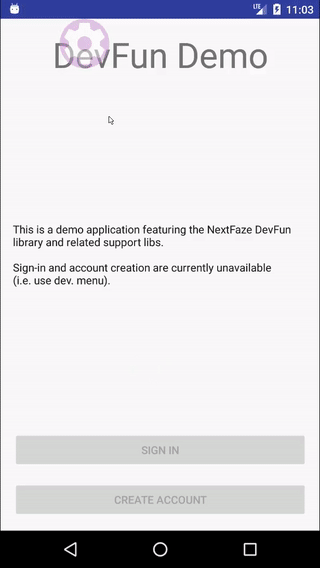 LTE 11:03
DevFun Demo
This is a demo application featuring the NextFaze DevFun
library and related support libs.
Sign-in and account creation are currently unavailable
(i.e. use dev. menu).
SIGN IN
CREATE ACCOUNT